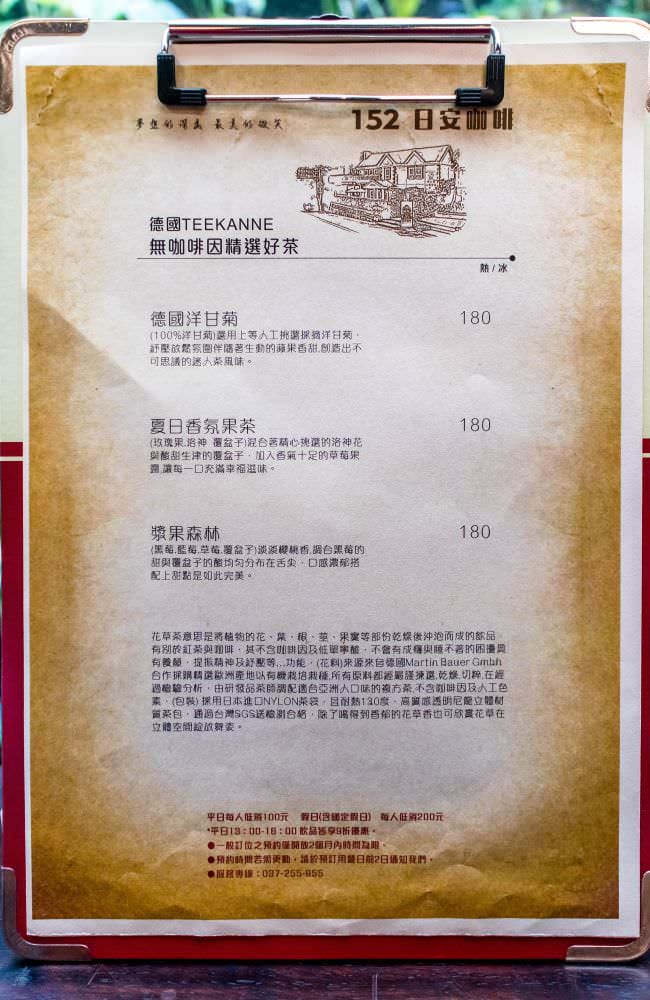 夢想的灌注 最美的微笑
152 日安咖啡
德國TEEKANNE
無咖啡因精選好茶
熱/冰
德國洋甘菊 180
(100%洋甘菊)選用上等人工挑選採摘洋甘菊，
紓壓放鬆氛圍伴隨著生動的蘋果香甜,創造出不
可思議的迷人茶風味。
夏日香氛果茶 180
(玫瑰果,洛神 覆盆子)混合著精心挑選的洛神花
與酸甜生津的覆盆子，加入香氣十足的草莓果
露,讓每一口充滿幸福滋味。
漿果森林 180
(黑莓,藍莓,草莓,覆盆子)淡淡櫻桃香,調合黑莓的
甜與覆盆子的酸均勻分布在舌尖，口感濃郁搭
配上甜點是如此完美。
花草茶意思是將植物的花、葉、根、莖、果實等部份乾燥後沖泡而成的飲品，
有別於紅茶與咖啡，其不含咖啡因及低單寧酸，不會有成癮與睡不著的困擾具
有養顏，提振精神及紓壓等...功能，(花料)來源來自德國Martin Bauer Gmbh
合作採購精選歐洲產地以有機栽培栽種,所有原料都經嚴謹揀選,乾燥,切碎,在經
過檢驗分析，由研發品茶師調配適合亞洲人口味的複方茶,不含咖啡因及人工色
素，(包裝)採用日本進口NYLON茶袋，且耐熱130度、高質感透明尼龍立體材
質茶包，通過台灣SGS送檢測合格，除了喝得到香郁的花草香也可欣賞花草在
立體空間綻放舞姿。
平日每人低消100元 假日(含國定假日) 每人低消200元
*平日13：00-16：00 飲品皆享9折優惠。
●一般訂位之預約僅開放2個月內時間為限。
●預約時間若需更動，請於預訂用餐日前2日通知我們。
●服務專線：037-255-855